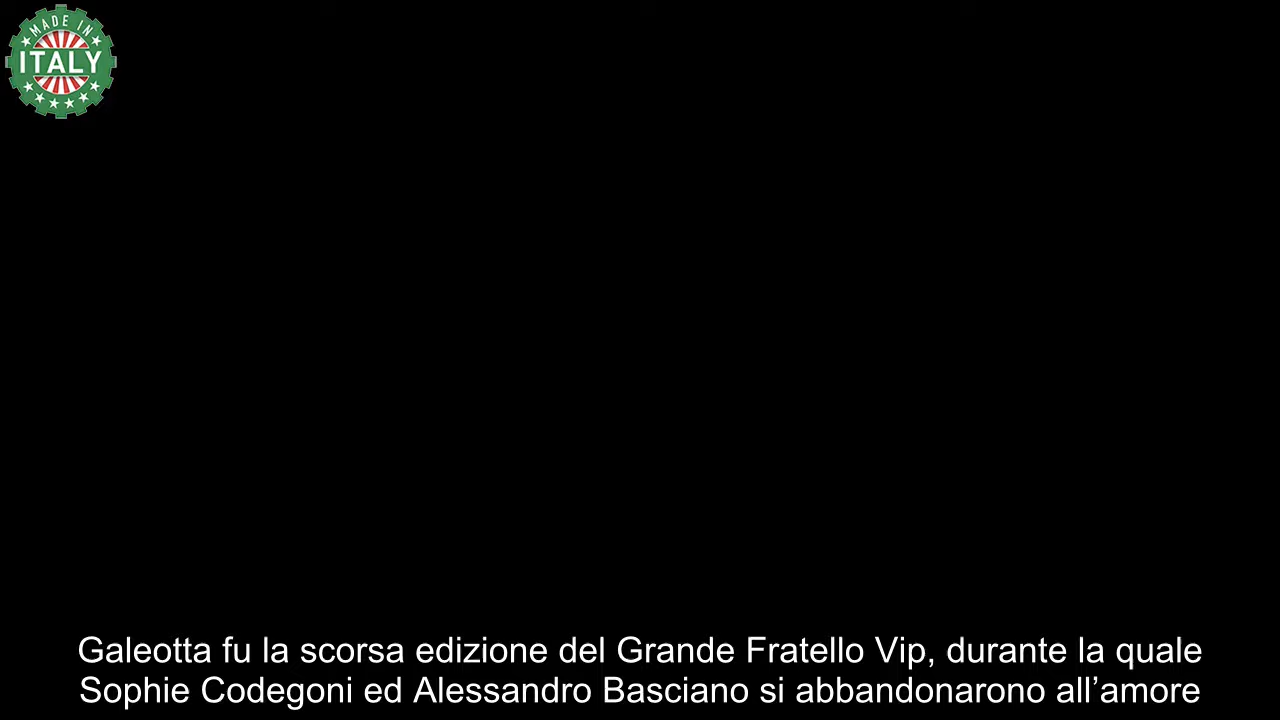 MADE IN
ITALY
Galeotta fu la scorsa edizione del Grande Fratello Vip, durante la quale
Sophie Codegoni ed Alessandro Basciano si abbandonarono all’amore